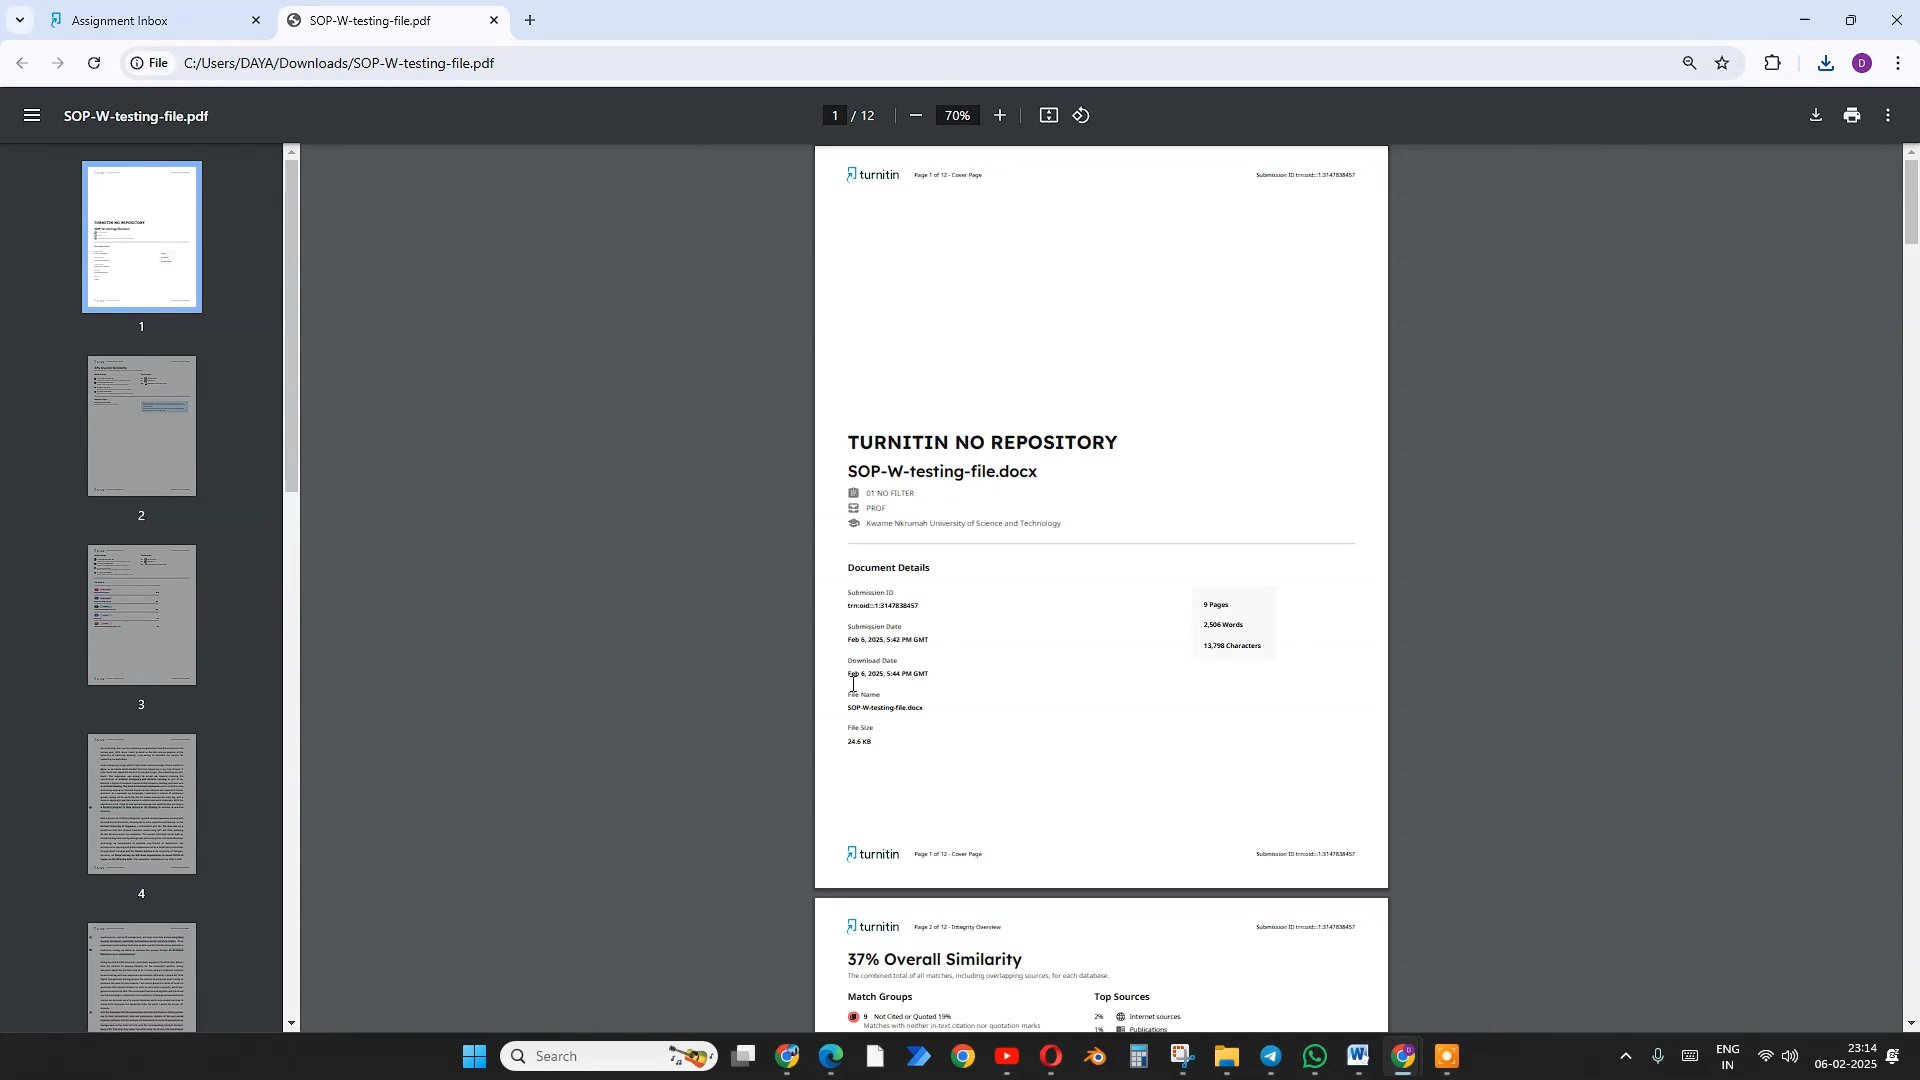 Assignment Inbox
SOP-W-testing-file.pdf
File
C:/Users/DAYA/Downloads/SOP-W-testing-file.pdf
D
SOP-W-testing-file.pdf
1 / 12
70%
1
2
3
4
turnitin
Page 1 of 12 - Cover Page
Submission ID trn:oid:::1:3147838457
TURNITIN NO REPOSITORY
SOP-W-testing-file.docx
01 NO FILTER
PROF
Kwame Nkrumah University of Science and Technology
Document Details
Submission ID
trn:oid:::1:3147838457
Submission Date
Feb 6, 2025, 5:42 PM GMT
Download Date
Feb 6, 2025, 5:44 PM GMT
File Name
SOP-W-testing-file.docx
File Size
24.6 KB
9 Pages
2,506 Words
13,798 Characters
turnitin
Page 1 of 12 - Cover Page
Submission ID trn:oid:::1:3147838457
turnitin
Page 2 of 12 - Integrity Overview
Submission ID trn:oid:::1:3147838457
37% Overall Similarity
The combined total of all matches, including overlapping sources, for each database.
Match Groups
9 Not Cited or Quoted 19%
Matches with neither in-text citation nor quotation marks
Top Sources
2% Internet sources
1% Publications
Search
ENG
IN
23:14
06-02-2025